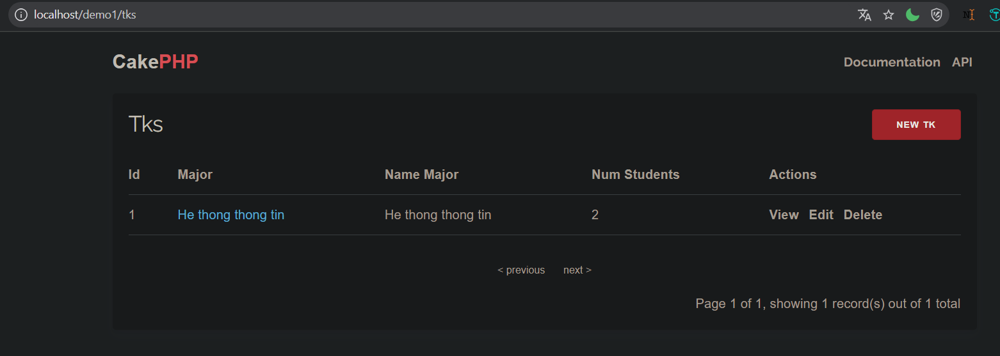 localhost/demo1/tks
CakePHP
Documentation API
Tks
NEW TK
Id Major Name Major Num Students Actions
1 He thong thong tin He thong thong tin 2 View Edit Delete
< previous next >
Page 1 of 1, showing 1 record(s) out of 1 total